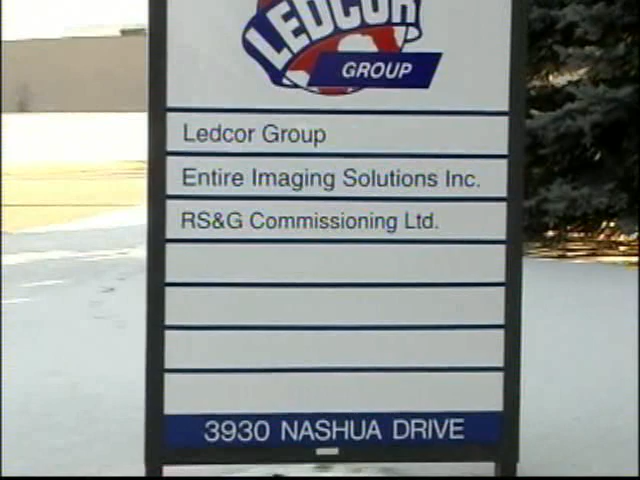 LEDCOR
GROUP
Ledcor Group
Entire Imaging Solutions Inc.
RS&G Commissioning Ltd.
3930 NASHUA DRIVE